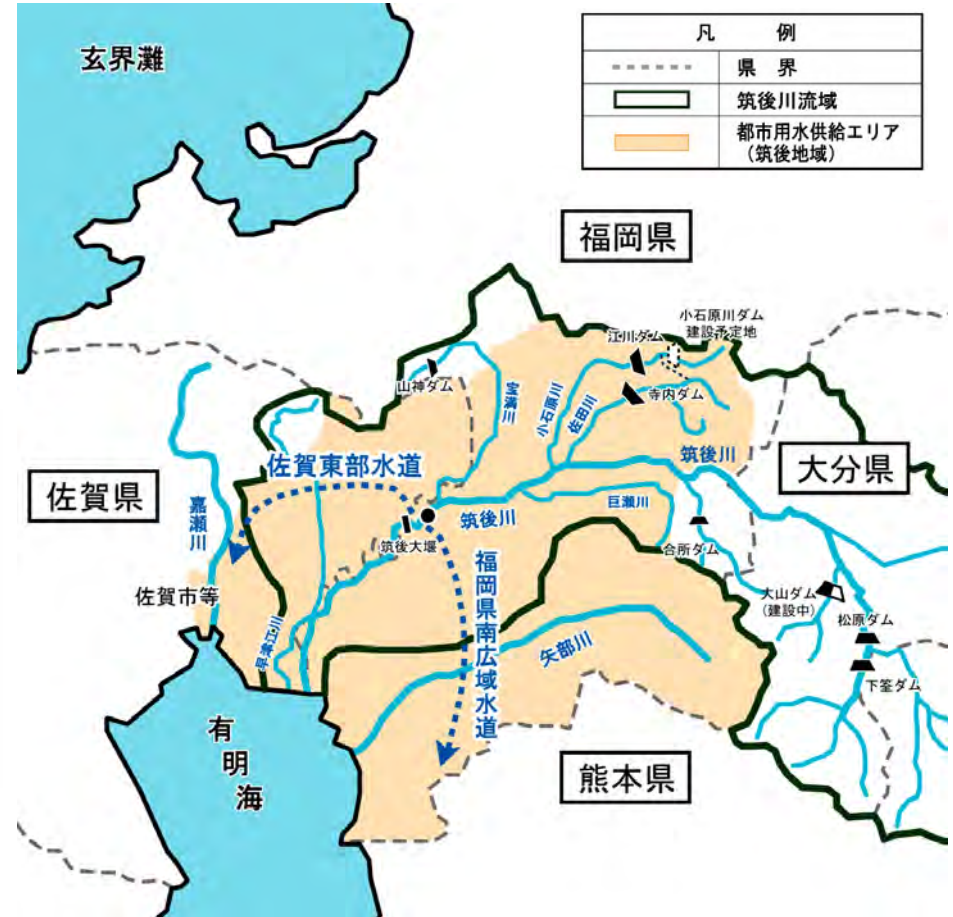 玄界灘
凡 例
県 界
筑後川流域
都市用水供給エリア
(筑後地域)
福岡県
小石原川ダム
建設予定地
江川ダム
山神ダム
宝満川
小石原川
佐田川
寺内ダム
筑後川
大分県
佐賀東部水道
佐賀県
嘉瀬川
筑後川
巨瀬川
筑後大堰
合所ダム
福岡県南広域水道
佐賀市等
大山ダム
(建設中)
松原ダム
早津江川
矢部川
下筌ダム
有明海
熊本県